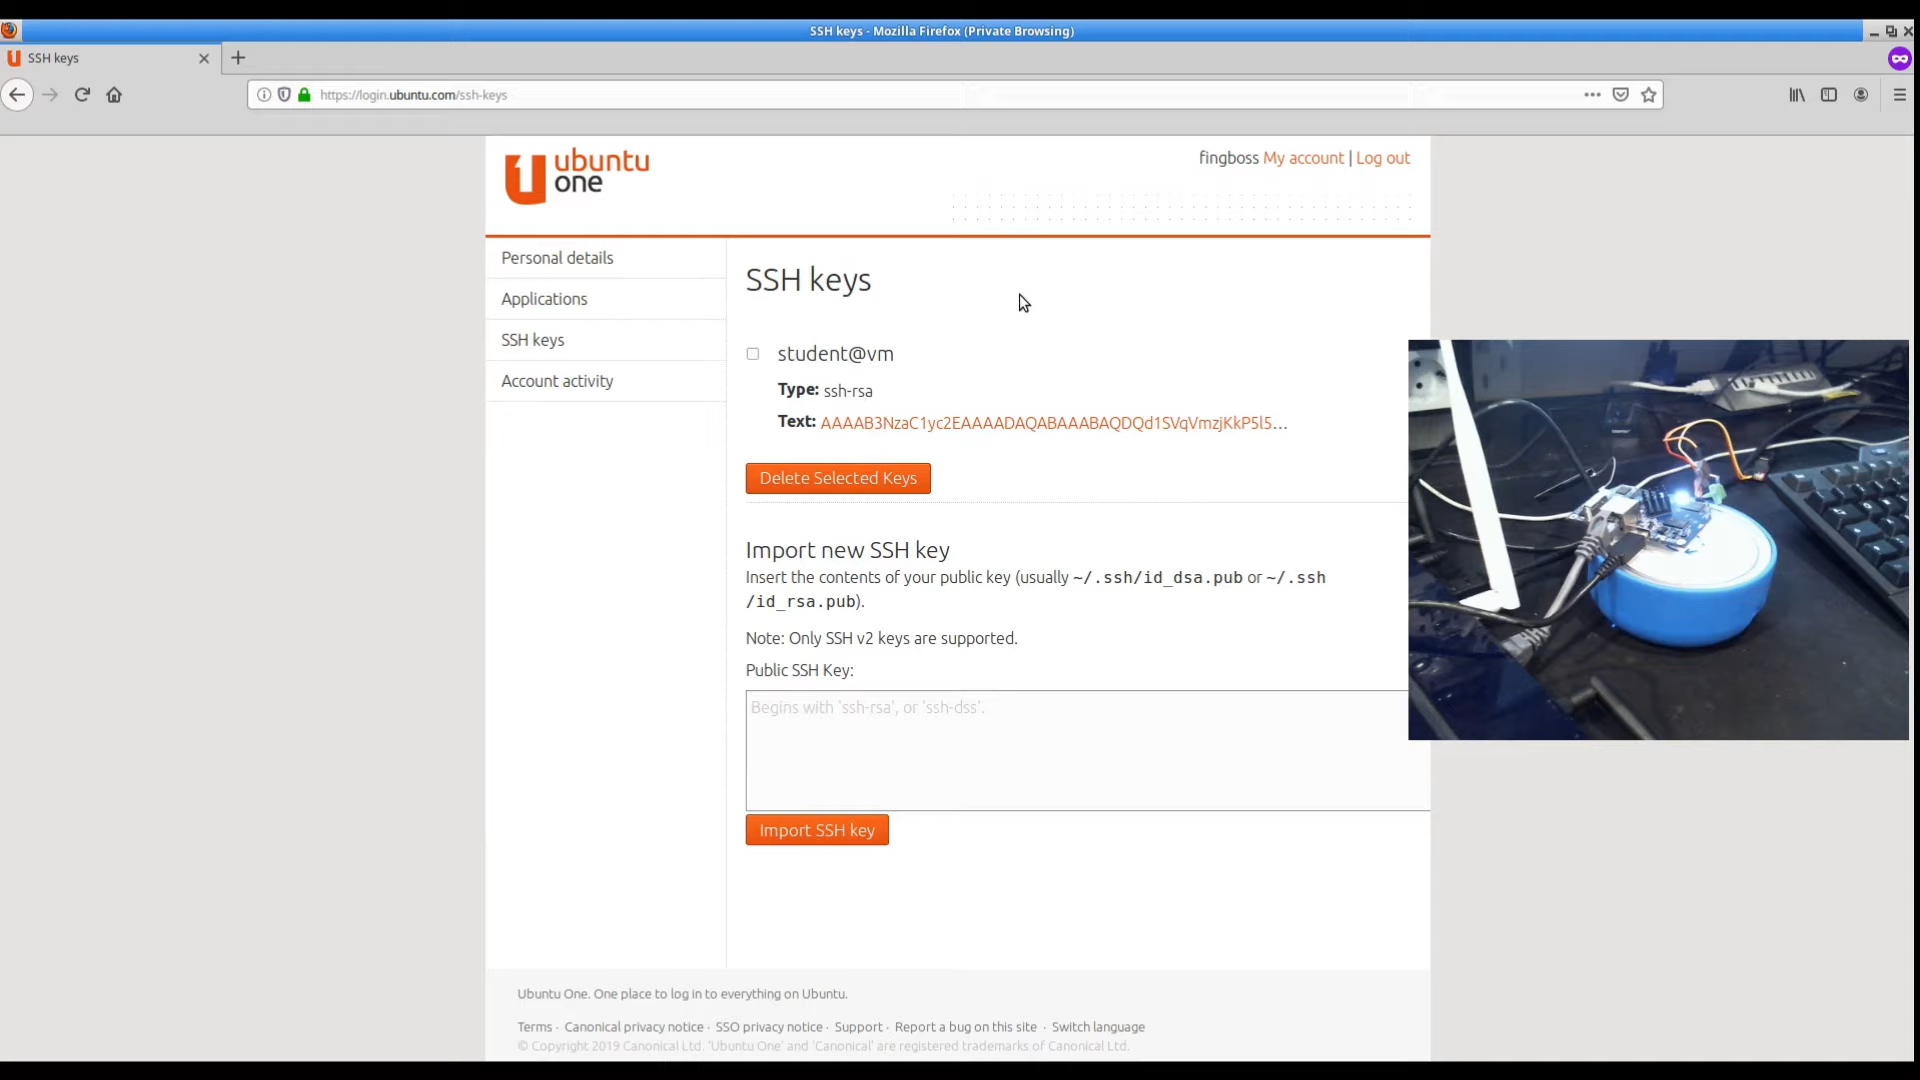 SSH keys - Mozilla Firefox (Private Browsing)
SSH keys
https://login.ubuntu.com/ssh-keys
ubuntu
one
fingboss My account | Log out
Personal details
Applications
SSH keys
Account activity
SSH keys
student@vm
Type: ssh-rsa
Text: AAAAB3NzaC1yc2EAAAADAQABAAABAQDQd1SVqVmzjKkP5l5...
Delete Selected Keys
Import new SSH key
Insert the contents of your public key (usually ~/.ssh/id_dsa.pub or ~/.ssh
/id_rsa.pub).
Note: Only SSH v2 keys are supported.
Public SSH Key:
Begins with 'ssh-rsa', or 'ssh-dss'.
Import SSH key
Ubuntu One. One place to log in to everything on Ubuntu.
Terms · Canonical privacy notice · SSO privacy notice · Support · Report a bug on this site · Switch language
© Copyright 2019 Canonical Ltd. 'Ubuntu One' and 'Canonical' are registered trademarks of Canonical Ltd.